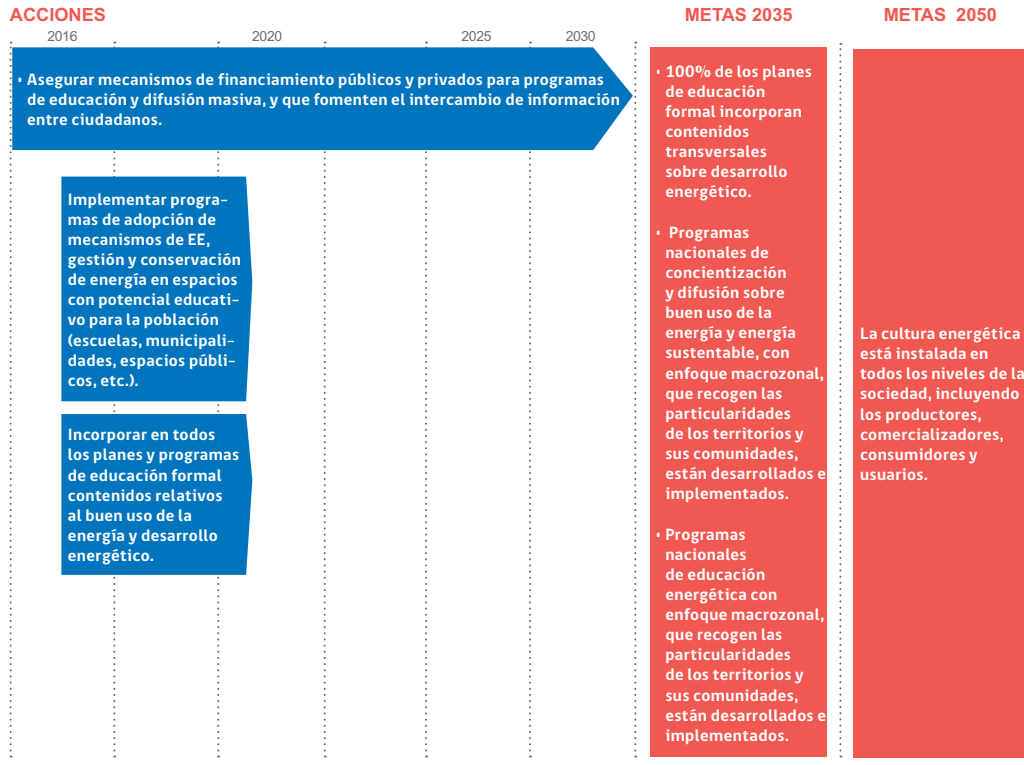 ACCIONES
METAS 2035
METAS 2050
2016
2020
2025
2030
· Asegurar mecanismos de financiamiento públicos y privados para programas
de educación y difusión masiva, y que fomenten el intercambio de información
entre ciudadanos.
Implementar progra-
mas de adopción de
mecanismos de EE,
gestión y conservación
de energía en espacios
con potencial educati-
vo para la población
(escuelas, municipali-
dades, espacios públi-
cos, etc.).
Incorporar en todos
los planes y programas
de educación formal
contenidos relativos
al buen uso de la
energía y desarrollo
energético.
· 100% de los planes
de educación
formal incorporan
contenidos
transversales
sobre desarrollo
energético.
· Programas
nacionales de
concientización
y difusión sobre
buen uso de la
energía y energía
sustentable, con
enfoque macrozonal,
que recogen las
particularidades
de los territorios y
sus comunidades,
están desarrollados e
implementados.
· Programas
nacionales
de educación
energética con
enfoque macrozonal,
que recogen las
particularidades
de los territorios y
sus comunidades,
están desarrollados e
implementados.
La cultura energética
está instalada en
todos los niveles de la
sociedad, incluyendo
los productores,
comercializadores,
consumidores y
usuarios.